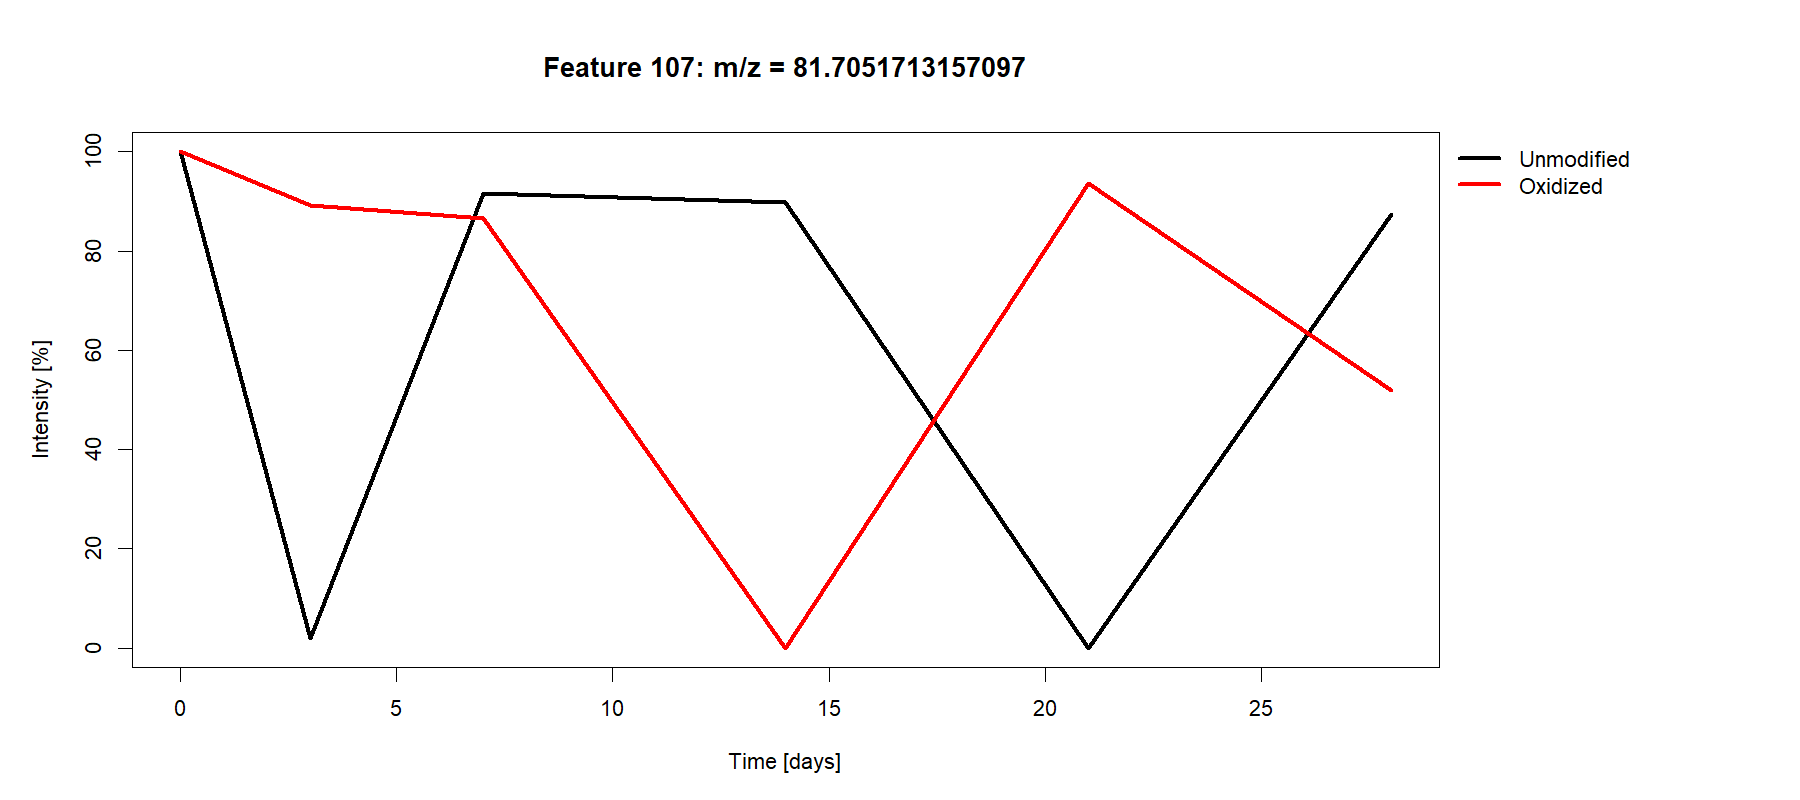 Feature 107: m/z = 81.7051713157097
Unmodified
Oxidized
100
80
60
40
20
0
Intensity [%]
0 5 10 15 20 25
Time [days]